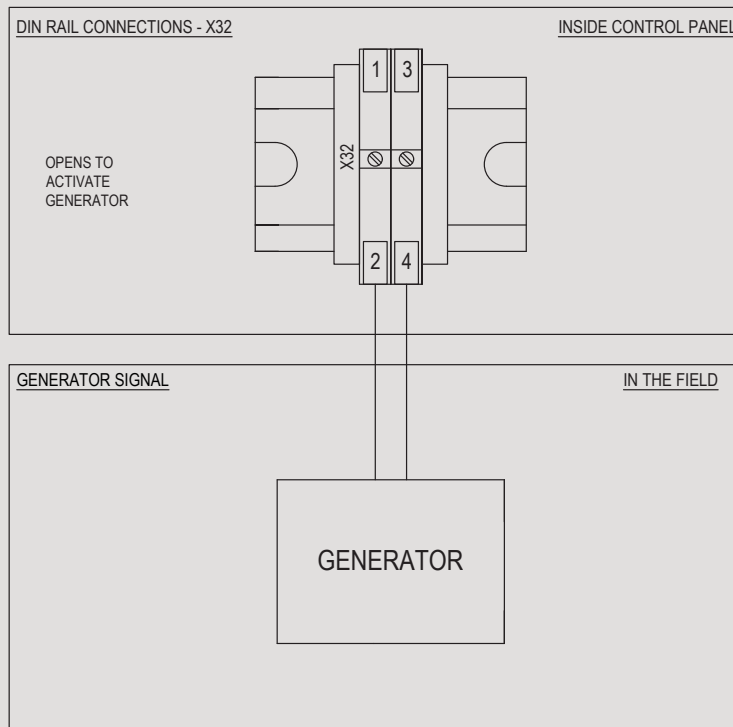 DIN RAIL CONNECTIONS - X32
INSIDE CONTROL PANEL
1 3
X32
OPENS TO
ACTIVATE
GENERATOR
2 4
GENERATOR SIGNAL
IN THE FIELD
GENERATOR